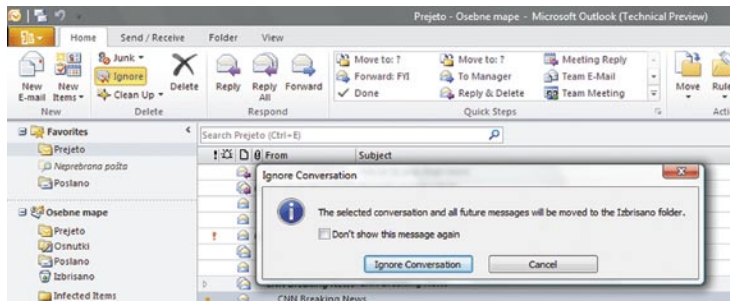 Prejeto - Osebne mape - Microsoft Outlook (Technical Preview)
Home Send / Receive Folder View
New E-mail
New Items
New
Junk
Ignore
Clean Up
Delete
Delete
Reply
Reply All
Forward
Respond
Move to: ?
Forward: FYI
Done
Move to: ?
To Manager
Reply & Delete
Meeting Reply
Team E-Mail
Team Meeting
Quick Steps
Move
Favorites
Prejeto
Neprebrana pošta
Poslano
Osebne mape
Prejeto
Osnutki
Poslano
Izbrisano
Infected Items
Search Prejeto (Ctrl+E)
From Subject
Ignore Conversation
The selected conversation and all future messages will be moved to the Izbrisano folder.
Don't show this message again
Ignore Conversation Cancel
CNN Breaking News